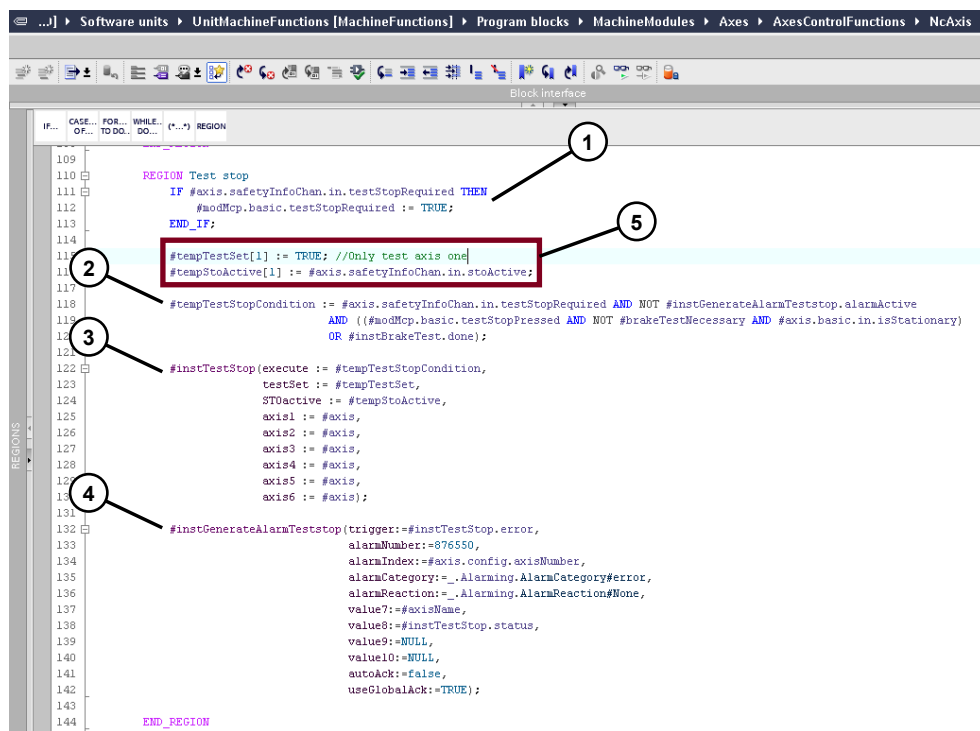 ...J] ▸ Software units ▸ UnitMachineFunctions [MachineFunctions] ▸ Program blocks ▸ MachineModules ▸ Axes ▸ AxesControlFunctions ▸ NcAxis
Block interface
IF... CASE... OF... FOR... TO DO.. WHILE.. DO... (*...*) REGION
1
109
110 REGION Test stop
111 IF #axis.safetyInfoChan.in.testStopRequired THEN
112 #modMcp.basic.testStopRequired := TRUE;
113 END_IF;
5
114
115 #tempTestSet[1] := TRUE; //Only test axis one
2
#tempStoActive[1] := #axis.safetyInfoChan.in.stoActive;
117
118 #tempTestStopCondition := #axis.safetyInfoChan.in.testStopRequired AND NOT #instGenerateAlarmTeststop.alarmActive
119 AND ((#modMcp.basic.testStopPressed AND NOT #brakeTestNecessary AND #axis.basic.in.isStationary)
3
OR #instBrakeTest.done);
121
122 #instTestStop(execute := #tempTestStopCondition,
123 testSet := #tempTestSet,
124 STOactive := #tempStoActive,
125 axis1 := #axis,
126 axis2 := #axis,
127 axis3 := #axis,
128 axis4 := #axis,
REGIONS
129 axis5 := #axis,
4
axis6 := #axis);
131
132 #instGenerateAlarmTeststop(trigger:=#instTestStop.error,
133 alarmNumber:=876550,
134 alarmIndex:=#axis.config.axisNumber,
135 alarmCategory:=_.Alarming.AlarmCategory#error,
136 alarmReaction:=_.Alarming.AlarmReaction#None,
137 value7:=#axisName,
138 value8:=#instTestStop.status,
139 value9:=NULL,
140 value10:=NULL,
141 autoAck:=false,
142 useGlobalAck:=TRUE);
143
144 END_REGION